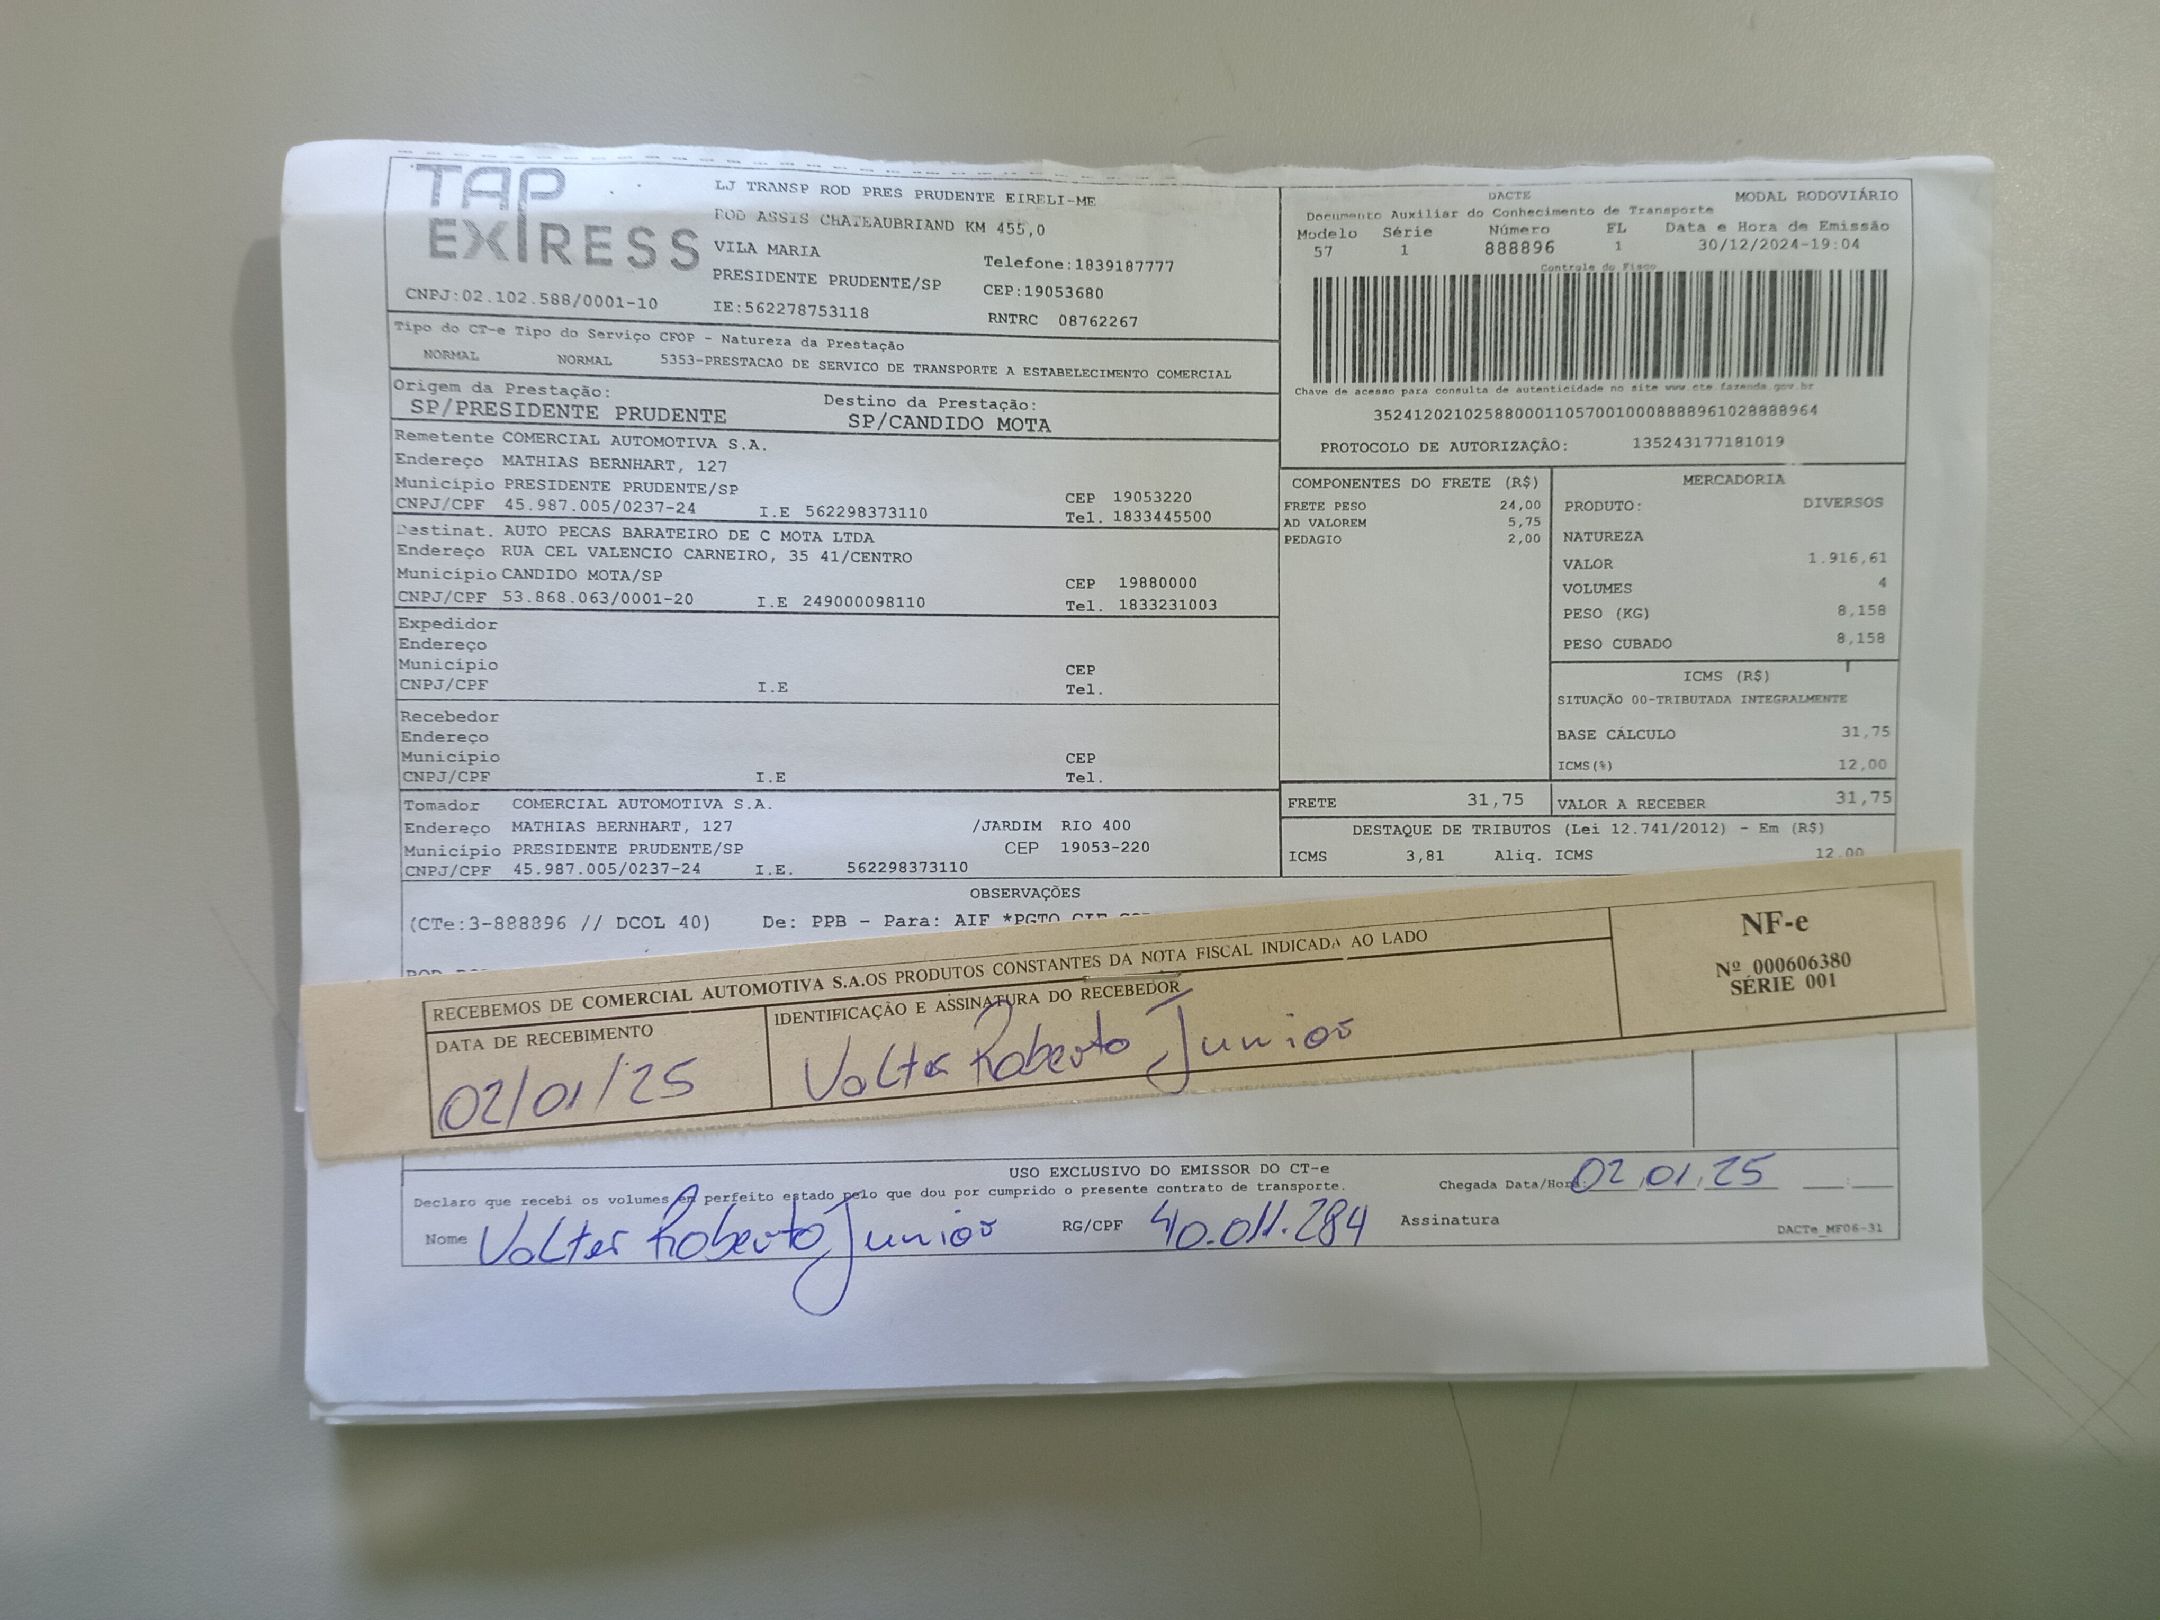 TAP
EXPRESS
CNPJ:02.102.588/0001-10
LJ TRANSP ROD PRES PRUDENTE EIRELI-ME
ROD ASSIS CHATEAUBRIAND KM 455,0
VILA MARIA
Telefone:1839187777
PRESIDENTE PRUDENTE/SP
CEP:19053680
IE:562278753118
RNTRC 08762267
DACTE MODAL RODOVIÁRIO
Documento Auxiliar do Conhecimento de Transporte
Modelo Série Número FL Data e Hora de Emissão
57 1 888896 1 30/12/2024-19:04
Controle do Fisco
Chave de acesso para consulta de autenticidade no site www.cte.fazenda.gov.br
35241202102588000110570010008888961028888964
PROTOCOLO DE AUTORIZAÇÃO: 135243177181019
Tipo do CT-e Tipo do Serviço CFOP - Natureza da Prestação
NORMAL NORMAL 5353-PRESTACAO DE SERVICO DE TRANSPORTE A ESTABELECIMENTO COMERCIAL
Origem da Prestação: Destino da Prestação:
SP/PRESIDENTE PRUDENTE SP/CANDIDO MOTA
Remetente COMERCIAL AUTOMOTIVA S.A.
Endereço MATHIAS BERNHART, 127
Município PRESIDENTE PRUDENTE/SP CEP 19053220
CNPJ/CPF 45.987.005/0237-24 I.E 562298373110 Tel. 1833445500
Destinat. AUTO PECAS BARATEIRO DE C MOTA LTDA
Endereço RUA CEL VALENCIO CARNEIRO, 35 41/CENTRO
Município CANDIDO MOTA/SP CEP 19880000
CNPJ/CPF 53.868.063/0001-20 I.E 249000098110 Tel. 1833231003
Expedidor
Endereço
Município CEP
CNPJ/CPF I.E Tel.
Recebedor
Endereço
Município CEP
CNPJ/CPF I.E Tel.
Tomador COMERCIAL AUTOMOTIVA S.A.
Endereço MATHIAS BERNHART, 127 /JARDIM RIO 400
Município PRESIDENTE PRUDENTE/SP CEP 19053-220
CNPJ/CPF 45.987.005/0237-24 I.E. 562298373110
COMPONENTES DO FRETE (R$)
FRETE PESO 24,00
AD VALOREM 5,75
PEDAGIO 2,00
MERCADORIA
PRODUTO: DIVERSOS
NATUREZA
VALOR 1.916,61
VOLUMES 4
PESO (KG) 8,158
PESO CUBADO 8,158
ICMS (R$)
SITUAÇÃO 00-TRIBUTADA INTEGRALMENTE
BASE CÁLCULO 31,75
ICMS(%) 12,00
FRETE 31,75 VALOR A RECEBER 31,75
DESTAQUE DE TRIBUTOS (Lei 12.741/2012) - Em (R$)
ICMS 3,81 Aliq. ICMS 12,00
OBSERVAÇÕES
(CTe:3-888896 // DCOL 40) De: PPB - Para: AIF *PGTO CIF
RECEBEMOS DE COMERCIAL AUTOMOTIVA S.A.OS PRODUTOS CONSTANTES DA NOTA FISCAL INDICADA AO LADO
DATA DE RECEBIMENTO IDENTIFICAÇÃO E ASSINATURA DO RECEBEDOR
02/01/25 Volter Roberto Junior
NF-e
Nº 000606380
SÉRIE 001
USO EXCLUSIVO DO EMISSOR DO CT-e
Declaro que recebi os volumes em perfeito estado pelo que dou por cumprido o presente contrato de transporte. Chegada Data/Hora: 02,01,25 :
Nome Volter Roberto Junior RG/CPF 40.011.284 Assinatura
DACTe_MF06-31